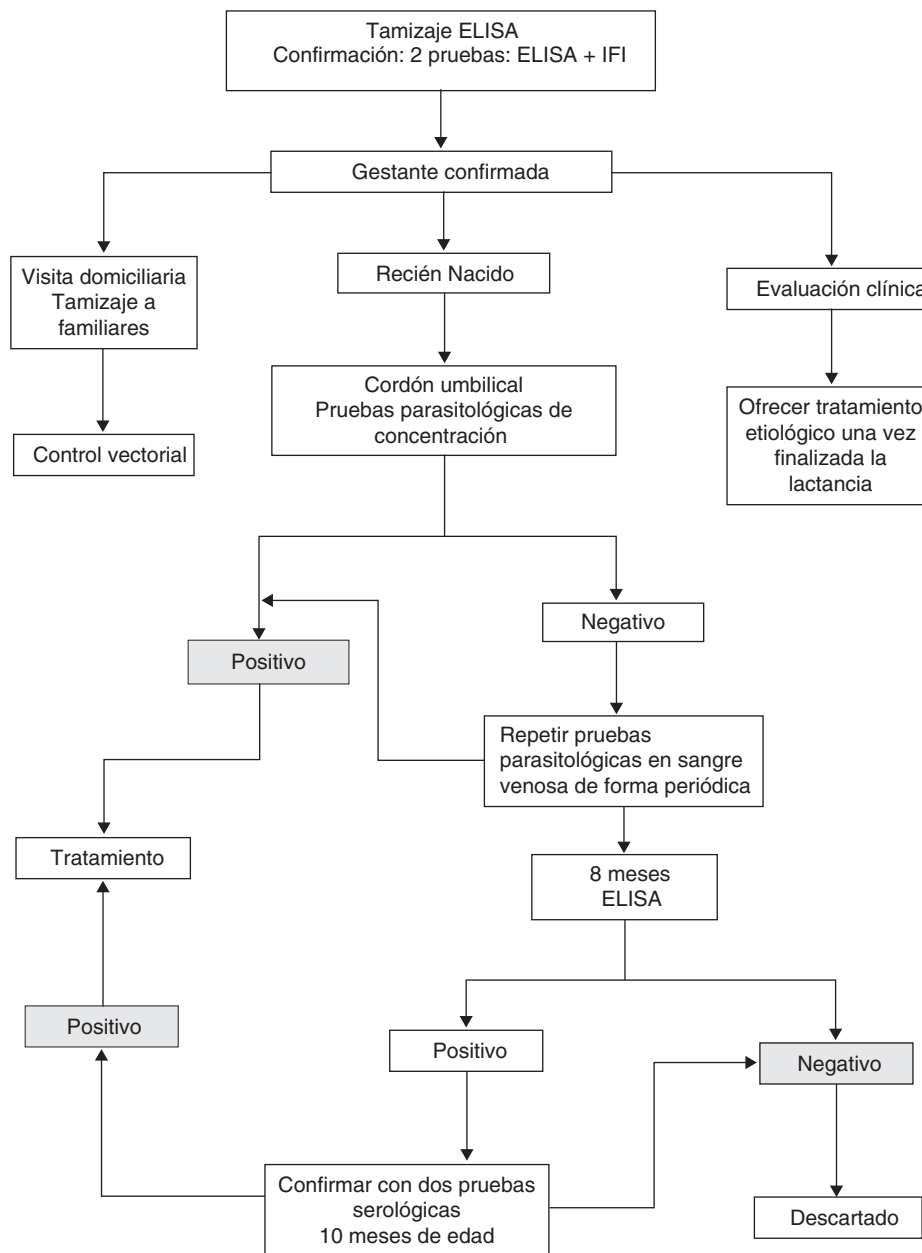 Tamizaje ELISA
Confirmación: 2 pruebas: ELISA + IFI
Gestante confirmada
Visita domiciliaria
Tamizaje a
familiares
Recién Nacido
Evaluación clínica
Cordón umbilical
Pruebas parasitológicas de
concentración
Control vectorial
Ofrecer tratamiento
etiológico una vez
finalizada la
lactancia
Negativo
Positivo
Repetir pruebas
parasitológicas en sangre
venosa de forma periódica
Tratamiento
8 meses
ELISA
Positivo
Positivo
Negativo
Confirmar con dos pruebas
serológicas
10 meses de edad
Descartado